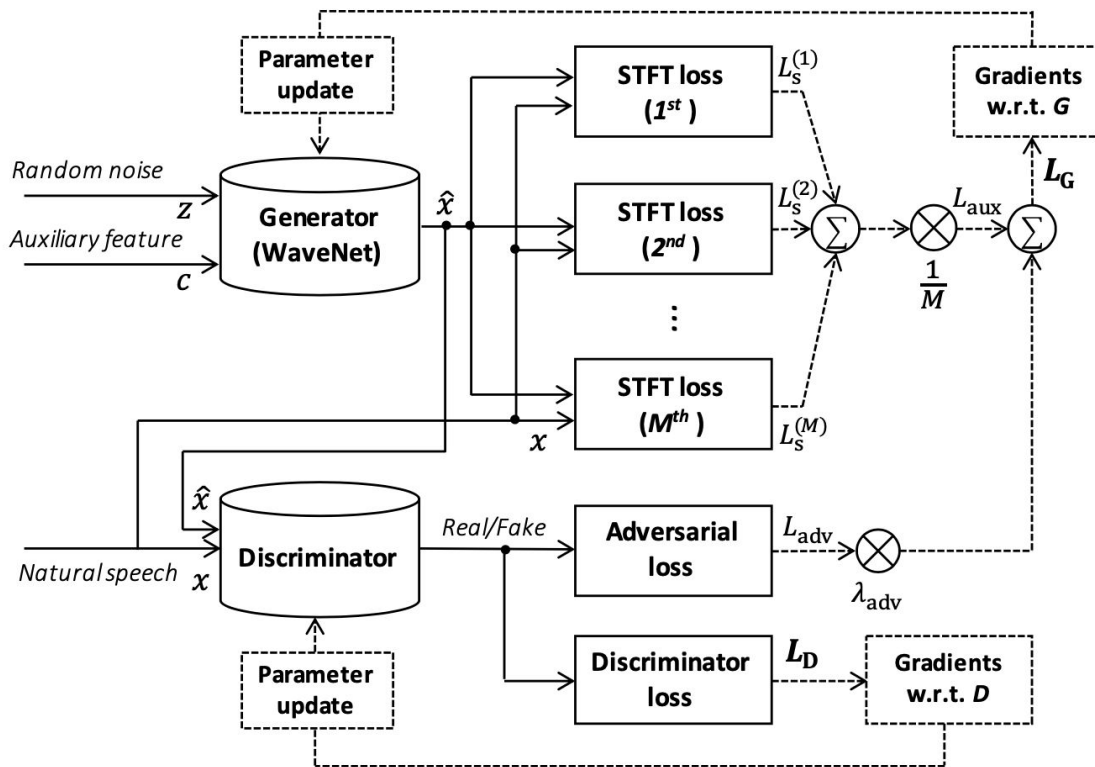 Parameter
update
STFT loss
(1st )
L_s^(1)
Gradients
w.r.t. G
Random noise
z
Auxiliary feature
c
Generator
(WaveNet)
x̂
STFT loss
(2nd )
L_s^(2)
Σ
1/M
L_aux
Σ
L_G
⋮
STFT loss
(Mth )
x
L_s^(M)
x̂
Natural speech
x
Discriminator
Real/Fake
Adversarial
loss
L_adv
λ_adv
Parameter
update
Discriminator
loss
L_D
Gradients
w.r.t. D